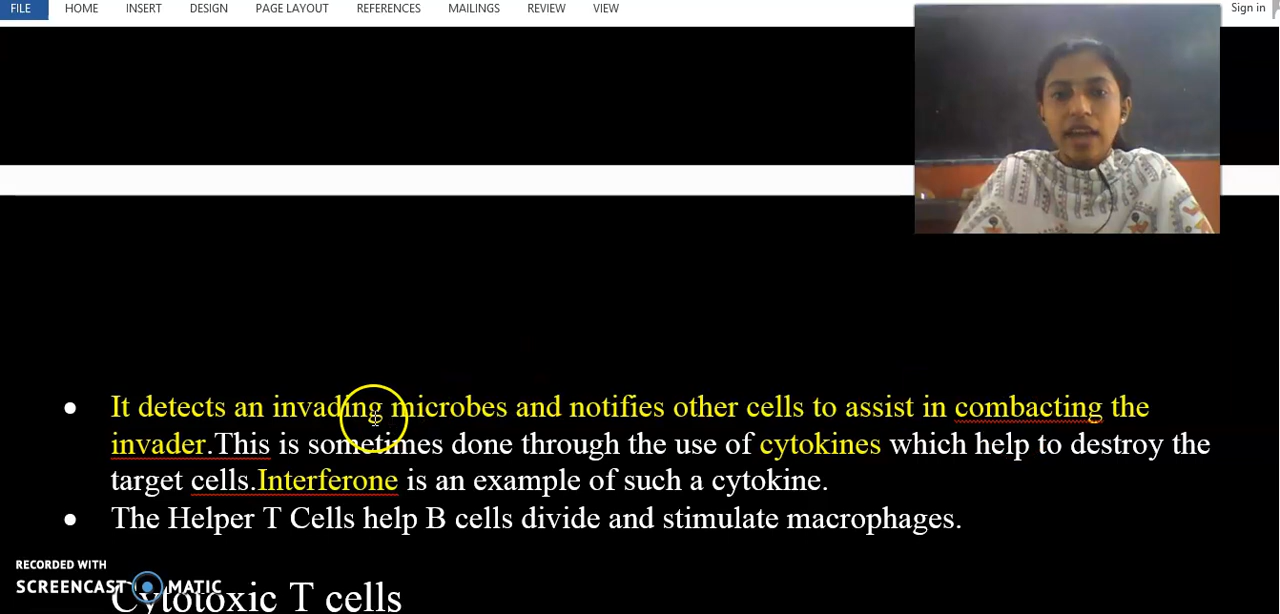 FILE HOME INSERT DESIGN PAGE LAYOUT REFERENCES MAILINGS REVIEW VIEW Sign in
It detects an invading microbes and notifies other cells to assist in combacting the
invader.This is sometimes done through the use of cytokines which help to destroy the
target cells.Interferone is an example of such a cytokine.
The Helper T Cells help B cells divide and stimulate macrophages.
RECORDED WITH
SCREENCAST MATIC
Cytotoxic T cells